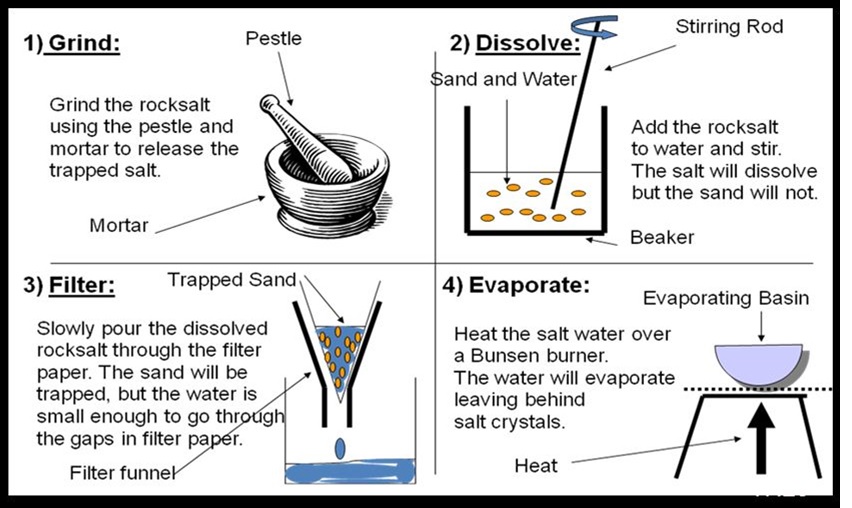 1) Grind:
Pestle
Grind the rocksalt
using the pestle and
mortar to release the
trapped salt.
Mortar
2) Dissolve:
Stirring Rod
Sand and Water
Add the rocksalt
to water and stir.
The salt will dissolve
but the sand will not.
Beaker
3) Filter:
Trapped Sand
Slowly pour the dissolved
rocksalt through the filter
paper. The sand will be
trapped, but the water is
small enough to go through
the gaps in filter paper.
Filter funnel
4) Evaporate:
Evaporating Basin
Heat the salt water over
a Bunsen burner.
The water will evaporate
leaving behind
salt crystals.
Heat